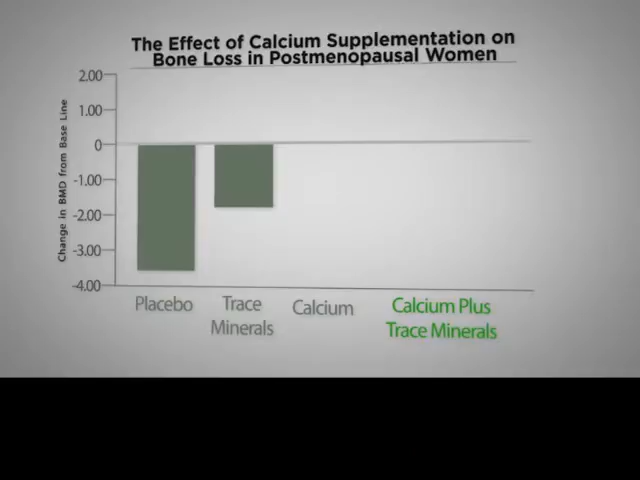 The Effect of Calcium Supplementation on
Bone Loss in Postmenopausal Women
Change in BMD from Base Line
2.00
1.00
0
-1.00
-2.00
-3.00
-4.00
Placebo
Trace
Minerals
Calcium
Calcium Plus
Trace Minerals